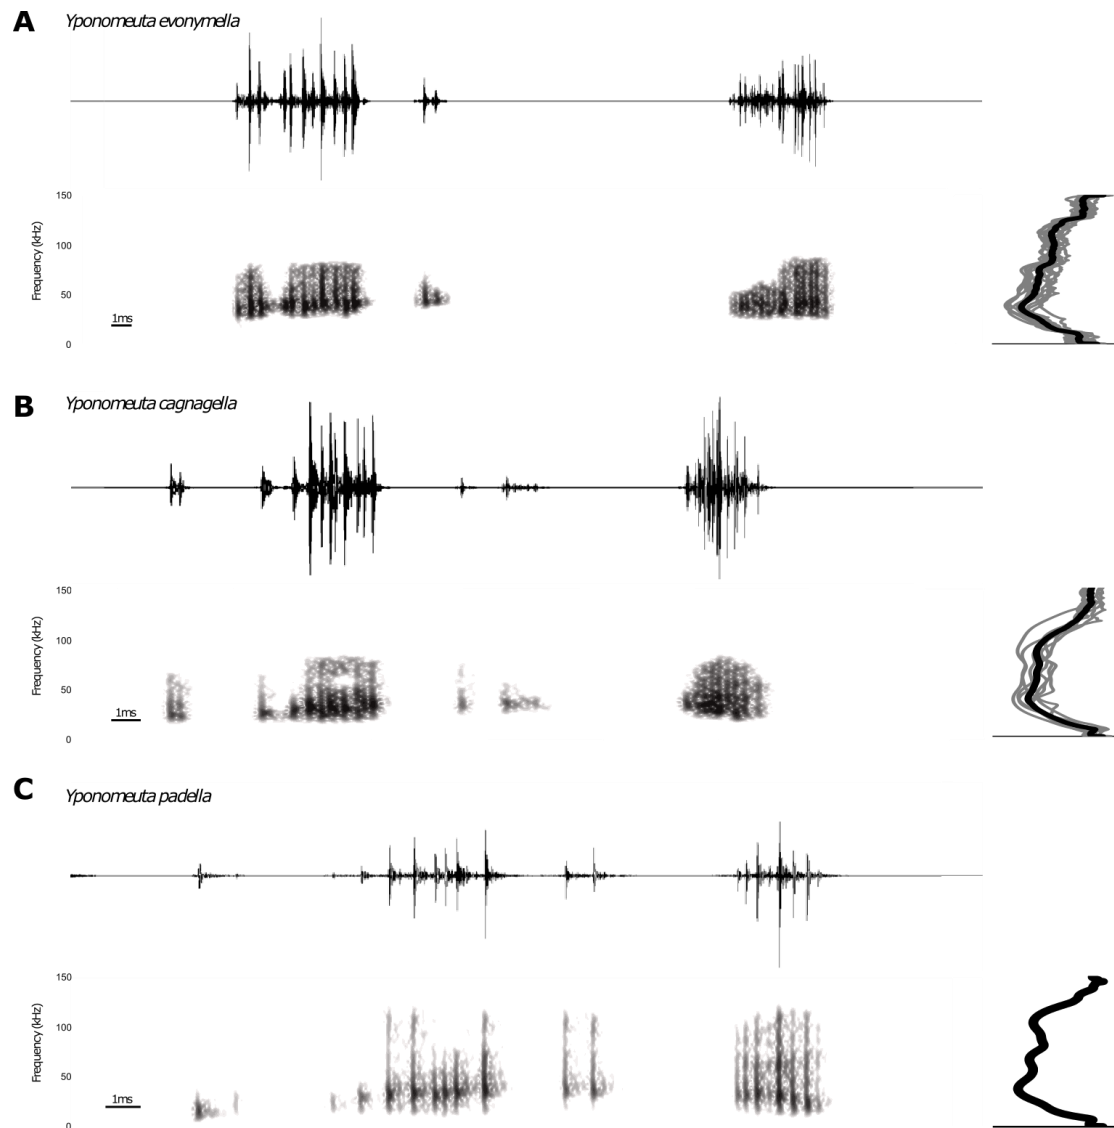 A Yponomeuta evonymella
150
100
50
0
Frequency (kHz)
1ms
B Yponomeuta cagnagella
150
100
50
0
Frequency (kHz)
1ms
C Yponomeuta padella
150
100
50
0
Frequency (kHz)
1ms